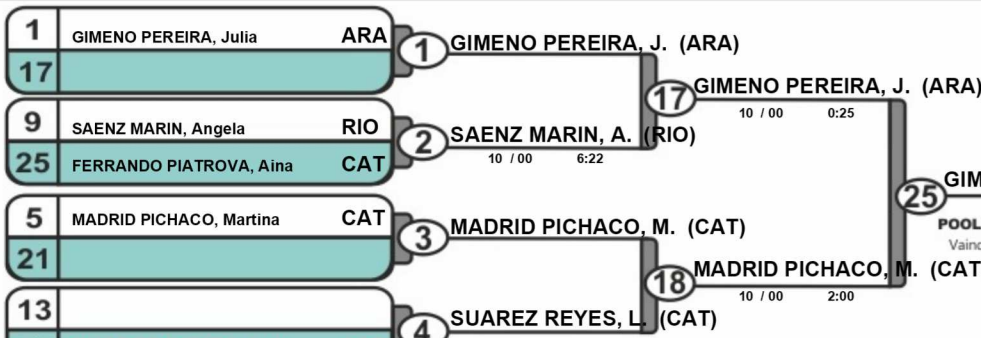 1 GIMENO PEREIRA, Julia ARA
17
1 GIMENO PEREIRA, J. (ARA)
9 SAENZ MARIN, Angela RIO
25 FERRANDO PIATROVA, Aina CAT
2 SAENZ MARIN, A. (RIO)
10 / 00 6:22
17 GIMENO PEREIRA, J. (ARA)
10 / 00 0:25
5 MADRID PICHACO, Martina CAT
21
3 MADRID PICHACO, M. (CAT)
13
4 SUAREZ REYES, L. (CAT)
18 MADRID PICHACO, M. (CAT
10 / 00 2:00
25 GIM
POOL
Vainc